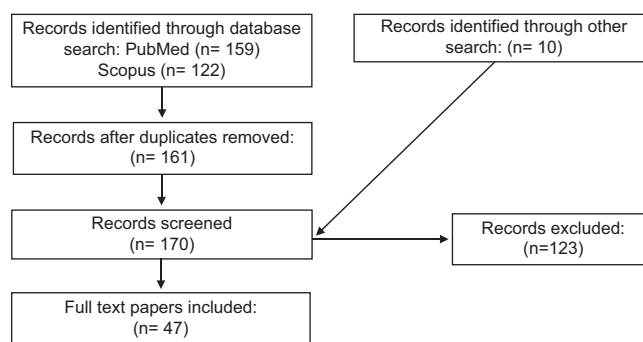 Records identified through database
search: PubMed (n= 159)
Scopus (n= 122)
Records identified through other
search: (n= 10)
Records after duplicates removed:
(n= 161)
Records screened
(n= 170)
Records excluded:
(n=123)
Full text papers included:
(n= 47)